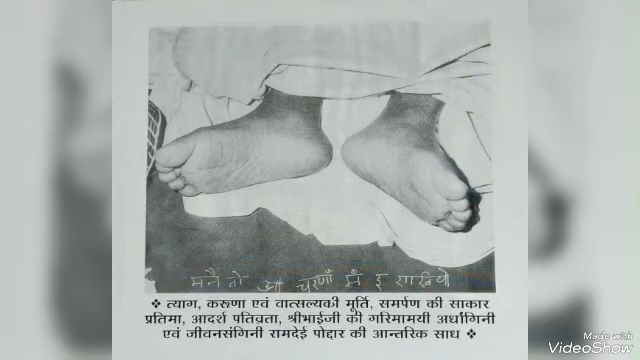 मनै तो आँ चरणाँ मँ इ राखियो
❖ त्याग, करूणा एवं वात्सल्यकी मूर्ति, समर्पण की साकार
प्रतिमा, आदर्श पतिव्रता, श्रीभाईजी की गरिमामयी अर्धांगिनी
एवं जीवनसंगिनी रामदेई पोद्दार की आन्तरिक साध ❖
Made with
VideoShow